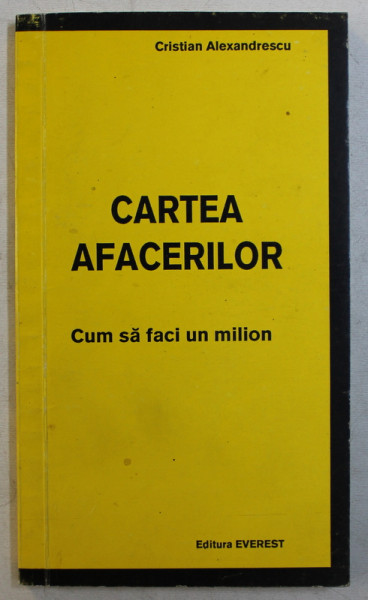 Cristian Alexandrescu
CARTEA
AFACERILOR
Cum să faci un milion
Editura EVEREST